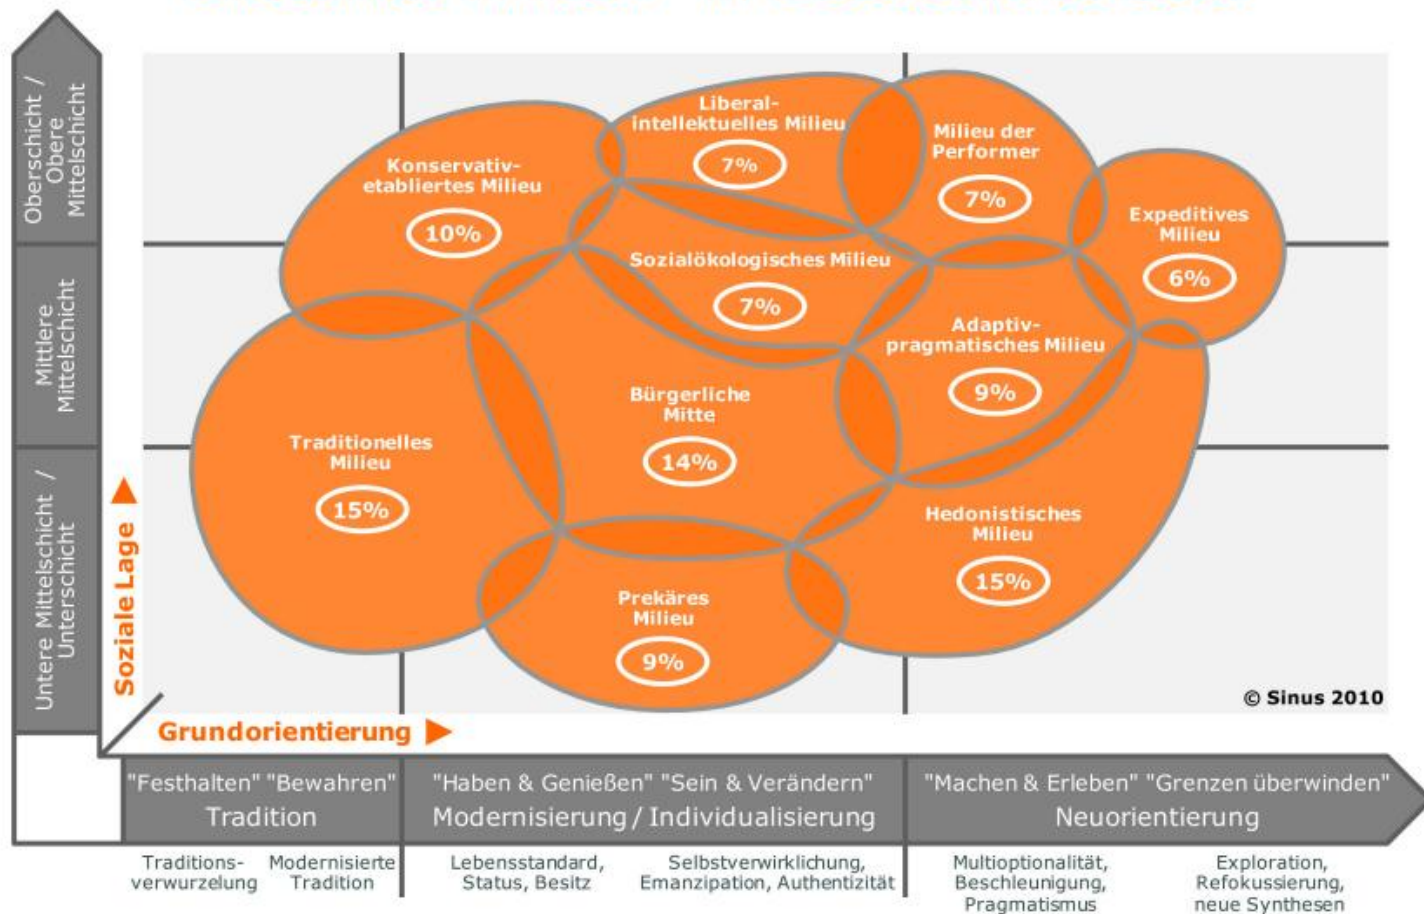 Oberschicht /
Obere
Mittelschicht
Mittlere
Mittelschicht
Untere Mittelschicht /
Unterschicht
Soziale Lage
Konservativ-
etabliertes Milieu
10%
Liberal-
intellektuelles Milieu
7%
Milieu der
Performer
7%
Expeditives
Milieu
6%
Sozialökologisches Milieu
7%
Adaptiv-
pragmatisches Milieu
9%
Bürgerliche
Mitte
14%
Traditionelles
Milieu
15%
Hedonistisches
Milieu
15%
Prekäres
Milieu
9%
© Sinus 2010
Grundorientierung
"Festhalten" "Bewahren"
Tradition
"Haben & Genießen" "Sein & Verändern"
Modernisierung / Individualisierung
"Machen & Erleben" "Grenzen überwinden"
Neuorientierung
Traditions-
verwurzelung
Modernisierte
Tradition
Lebensstandard,
Status, Besitz
Selbstverwirklichung,
Emanzipation, Authentizität
Multioptionalität,
Beschleunigung,
Pragmatismus
Exploration,
Refokussierung,
neue Synthesen